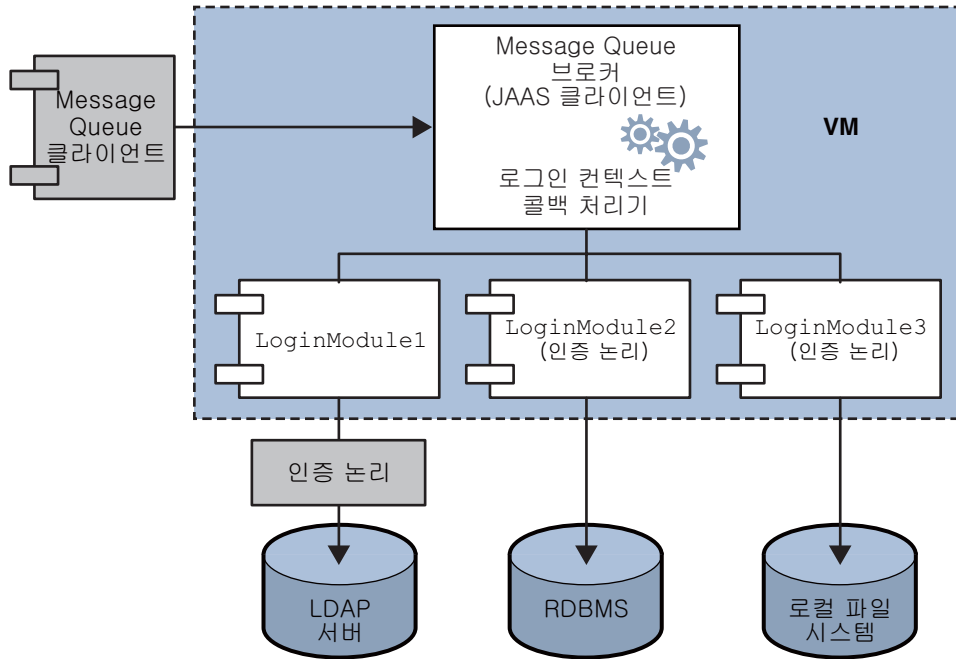 Message Queue
브로커
(JAAS 클라이언트)
Message
Queue
클라이언트
VM
로그인 컨텍스트
콜백 처리기
LoginModule1
LoginModule2
(인증 논리)
LoginModule3
(인증 논리)
인증 논리
LDAP
서버
RDBMS
로컬 파일
시스템